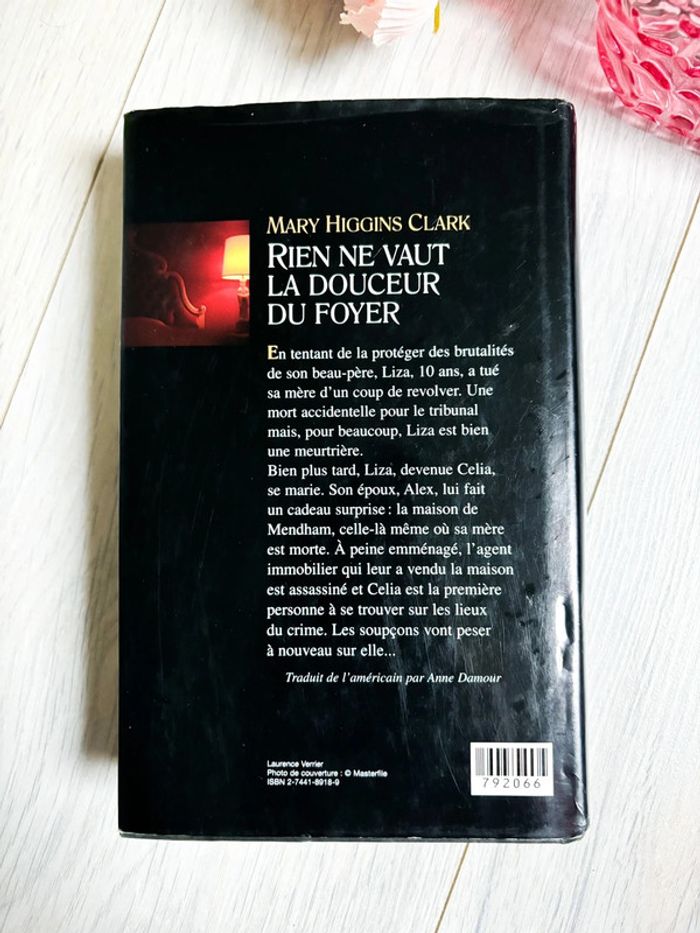 MARY HIGGINS CLARK
RIEN NE VAUT
LA DOUCEUR
DU FOYER
En tentant de la protéger des brutalités
de son beau-père, Liza, 10 ans, a tué
sa mère d'un coup de revolver. Une
mort accidentelle pour le tribunal
mais, pour beaucoup, Liza est bien
une meurtrière.
Bien plus tard, Liza, devenue Celia,
se marie. Son époux, Alex, lui fait
un cadeau surprise : la maison de
Mendham, celle-là même où sa mère
est morte. À peine emménagé, l'agent
immobilier qui leur a vendu la maison
est assassiné et Celia est la première
personne à se trouver sur les lieux
du crime. Les soupçons vont peser
à nouveau sur elle...
Traduit de l'américain par Anne Damour
Laurence Verrier
Photo de couverture : © Masterfile
ISBN 2-7441-8918-9
792066